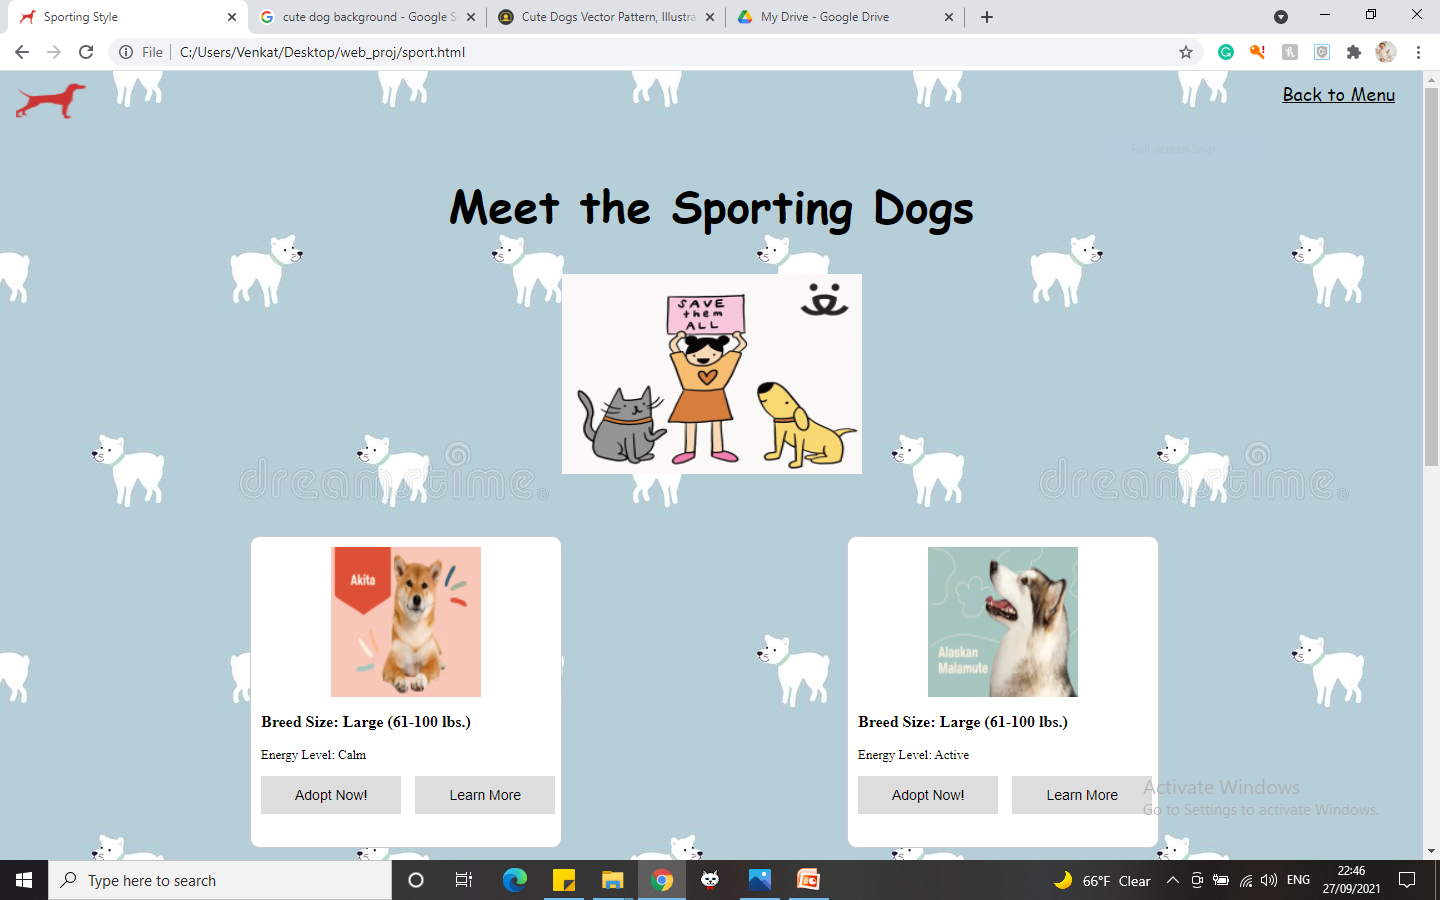 Sporting Style
cute dog background - Google S
Cute Dogs Vector Pattern, Illustra
My Drive - Google Drive
File | C:/Users/Venkat/Desktop/web_proj/sport.html
Back to Menu
Full-screen Snip
Meet the Sporting Dogs
SAVE
them
ALL
dreamstime.
dreamstime.
Akita
Breed Size: Large (61-100 lbs.)
Energy Level: Calm
Adopt Now!
Learn More
Alaskan
Malamute
Breed Size: Large (61-100 lbs.)
Energy Level: Active
Adopt Now!
Learn More
Activate Windows
Go to Settings to activate Windows.
Type here to search
66°F Clear
ENG
22:46
27/09/2021